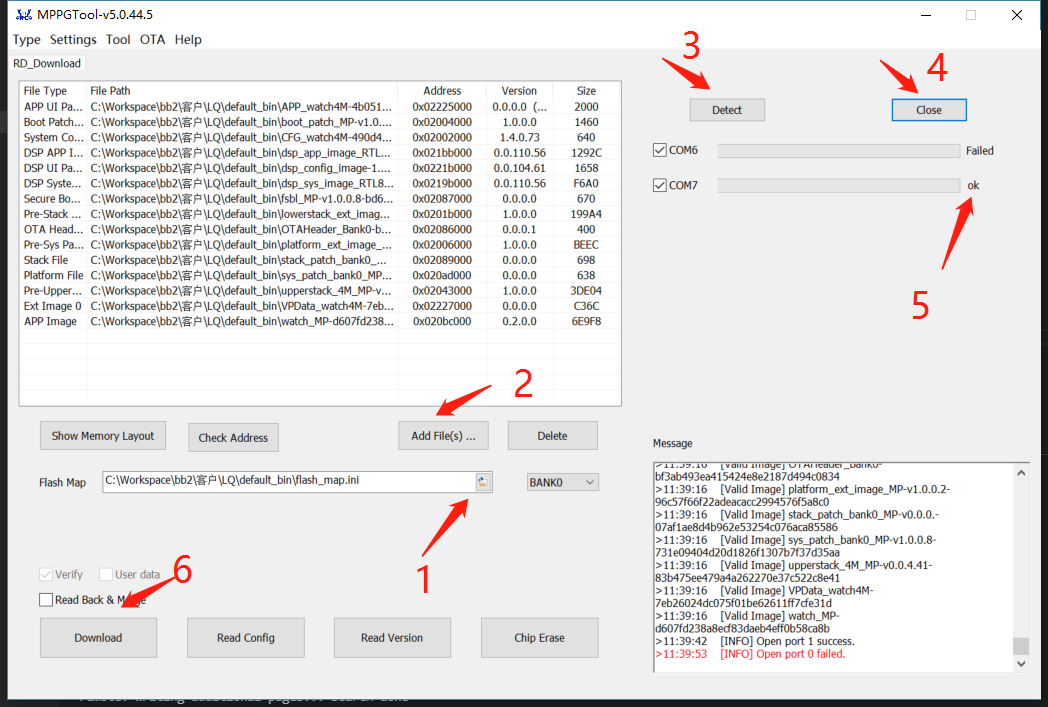 MPPGTool-v5.0.44.5
Type Settings Tool OTA Help
RD_Download
File Type File Path Address Version Size
APP UI Pa... C:\Workspace\bb2\客户\LQ\default_bin\APP_watch4M-4b051... 0x02225000 0.0.0.0 (... 2000
Boot Patch... C:\Workspace\bb2\客户\LQ\default_bin\boot_patch_MP-v1.0.... 0x02004000 1.0.0.0 1460
System Co... C:\Workspace\bb2\客户\LQ\default_bin\CFG_watch4M-490d4... 0x02002000 1.4.0.73 640
DSP APP I... C:\Workspace\bb2\客户\LQ\default_bin\dsp_app_image_RTL... 0x021bb000 0.0.110.56 1292C
DSP UI Pa... C:\Workspace\bb2\客户\LQ\default_bin\dsp_config_image-1.... 0x0221b000 0.0.104.61 1658
DSP Syste... C:\Workspace\bb2\客户\LQ\default_bin\dsp_sys_image_RTL8... 0x0219b000 0.0.110.56 F6A0
Secure Bo... C:\Workspace\bb2\客户\LQ\default_bin\fsbl_MP-v1.0.0.8-bd6... 0x02087000 0.0.0.0 670
Pre-Stack ... C:\Workspace\bb2\客户\LQ\default_bin\lowerstack_ext_imag... 0x0201b000 1.0.0.0 199A4
OTA Head... C:\Workspace\bb2\客户\LQ\default_bin\OTAHeader_Bank0-b... 0x02086000 0.0.0.1 400
Pre-Sys Pa... C:\Workspace\bb2\客户\LQ\default_bin\platform_ext_image_... 0x02006000 1.0.0.0 BEEC
Stack File C:\Workspace\bb2\客户\LQ\default_bin\stack_patch_bank0_... 0x02089000 0.0.0.0 698
Platform File C:\Workspace\bb2\客户\LQ\default_bin\sys_patch_bank0_MP... 0x020ad000 0.0.0.0 638
Pre-Upper... C:\Workspace\bb2\客户\LQ\default_bin\upperstack_4M_MP-v... 0x02043000 1.0.0.0 3DE04
Ext Image 0 C:\Workspace\bb2\客户\LQ\default_bin\VPData_watch4M-7eb... 0x02227000 0.0.0.0 C36C
APP Image C:\Workspace\bb2\客户\LQ\default_bin\watch_MP-d607fd238... 0x020bc000 0.2.0.0 6E9F8
3
4
Detect Close
COM6 Failed
COM7 ok
5
2
Show Memory Layout Check Address Add File(s) ... Delete
Flash Map C:\Workspace\bb2\客户\LQ\default_bin\flash_map.ini BANK0
1
Verify User data 6
Read Back & M
Download Read Config Read Version Chip Erase
Message
>11:39:16 [Valid Image] OTAHeader_Bank0-
bf3ab493ea415424e8e2187d494c0834
>11:39:16 [Valid Image] platform_ext_image_MP-v1.0.0.2-
96c57f66f22adeacacc2994576f5a8c0
>11:39:16 [Valid Image] stack_patch_bank0_MP-v0.0.0.-
07af1ae8d4b962e53254c076aca85586
>11:39:16 [Valid Image] sys_patch_bank0_MP-v1.0.0.8-
731e09404d20d1826f1307b7f37d35aa
>11:39:16 [Valid Image] upperstack_4M_MP-v0.0.4.41-
83b475ee479a4a262270e37c522c8e41
>11:39:16 [Valid Image] VPData_watch4M-
7eb26024dc075f01be62611ff7cfe31d
>11:39:16 [Valid Image] watch_MP-
d607fd238a8ecf83daeb4eff0b58ca8b
>11:39:42 [INFO] Open port 1 success.
>11:39:53 [INFO] Open port 0 failed.